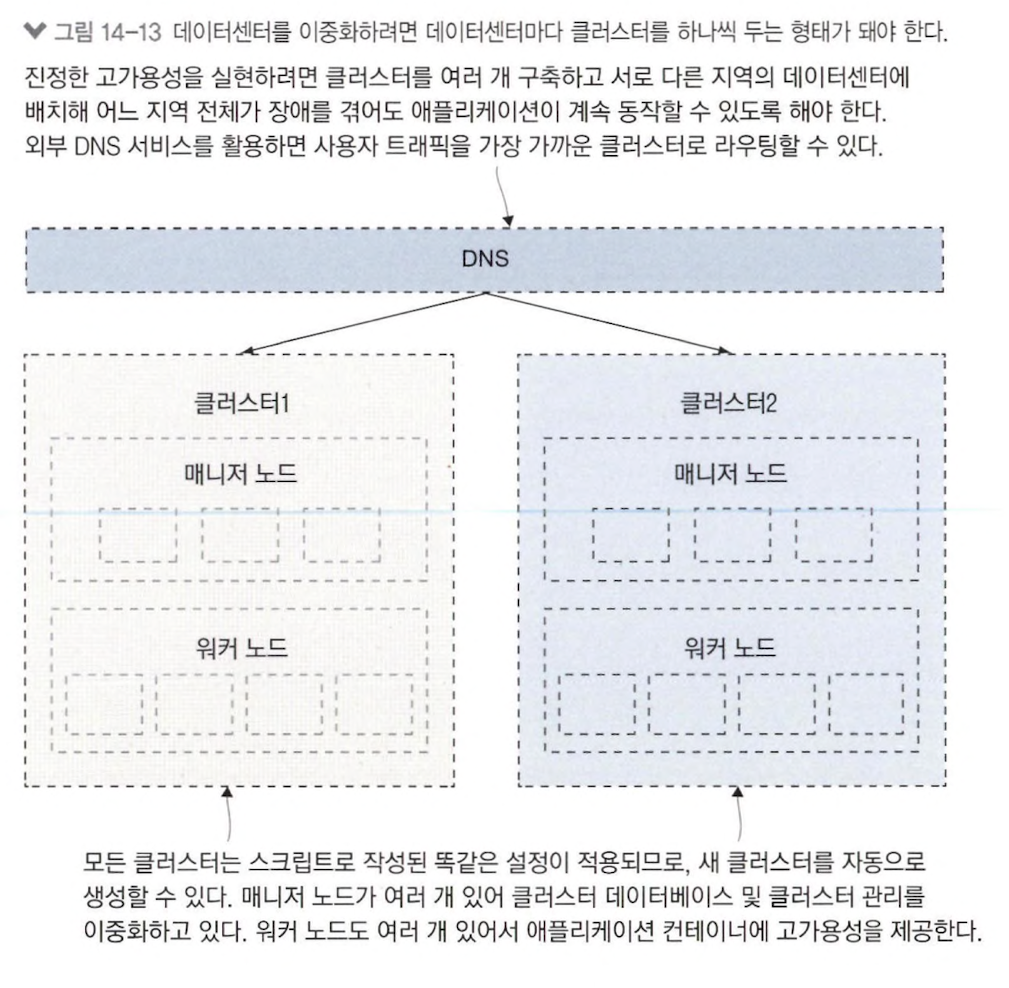 그림 14-13 데이터센터를 이중화하려면 데이터센터마다 클러스터를 하나씩 두는 형태가 돼야 한다.
진정한 고가용성을 실현하려면 클러스터를 여러 개 구축하고 서로 다른 지역의 데이터센터에
배치해 어느 지역 전체가 장애를 겪어도 애플리케이션이 계속 동작할 수 있도록 해야 한다.
외부 DNS 서비스를 활용하면 사용자 트래픽을 가장 가까운 클러스터로 라우팅할 수 있다.
DNS
클러스터1
매니저 노드
워커 노드
클러스터2
매니저 노드
워커 노드
모든 클러스터는 스크립트로 작성된 똑같은 설정이 적용되므로, 새 클러스터를 자동으로
생성할 수 있다. 매니저 노드가 여러 개 있어 클러스터 데이터베이스 및 클러스터 관리를
이중화하고 있다. 워커 노드도 여러 개 있어서 애플리케이션 컨테이너에 고가용성을 제공한다.